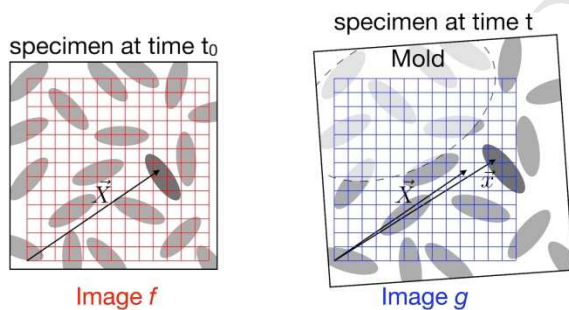 specimen at time t₀
X⃗
Image f
specimen at time t
Mold
X⃗
x⃗
Image g